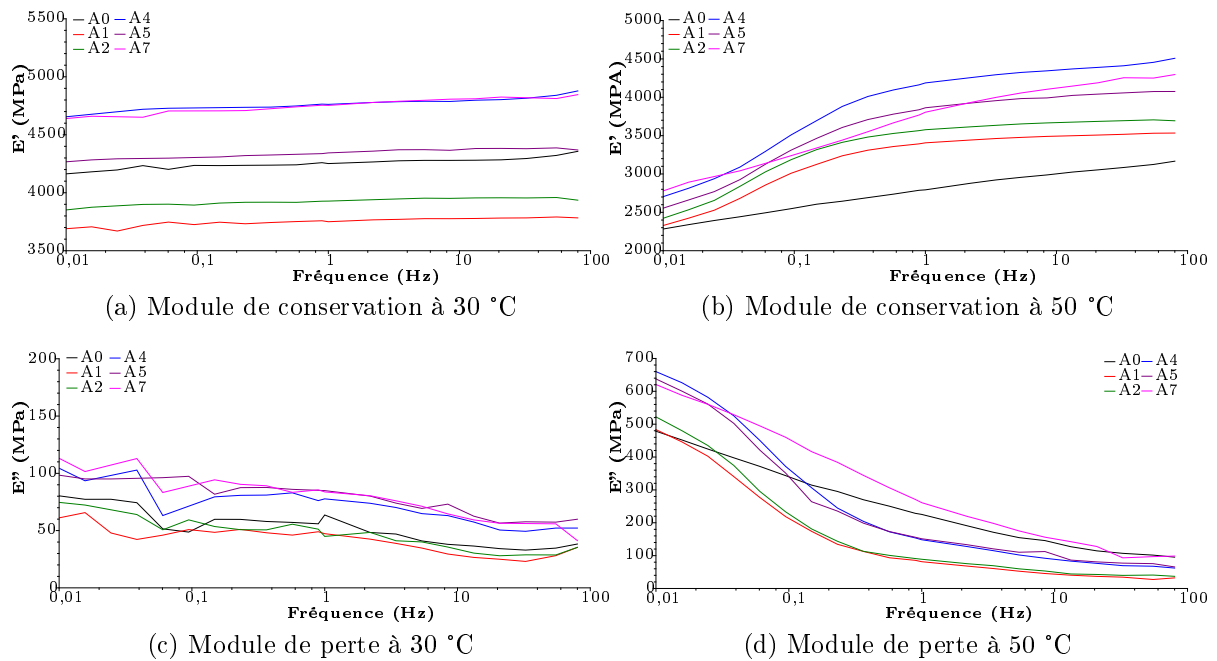 5500
5000
4500
4000
3500
E’ (MPa)
A0 A4
A1 A5
A2 A7
0,01 0,1 1 10 100
Fréquence (Hz)
(a) Module de conservation à 30 °C
5000
4500
4000
3500
3000
2500
2000
E’ (MPA)
A0 A4
A1 A5
A2 A7
0,01 0,1 1 10 100
Fréquence (Hz)
(b) Module de conservation à 50 °C
200
150
100
50
0
E” (MPa)
A0 A4
A1 A5
A2 A7
0,01 0,1 1 10 100
Fréquence (Hz)
(c) Module de perte à 30 °C
700
600
500
400
300
200
100
0
E” (MPa)
A0 A4
A1 A5
A2 A7
0,01 0,1 1 10 100
Fréquence (Hz)
(d) Module de perte à 50 °C